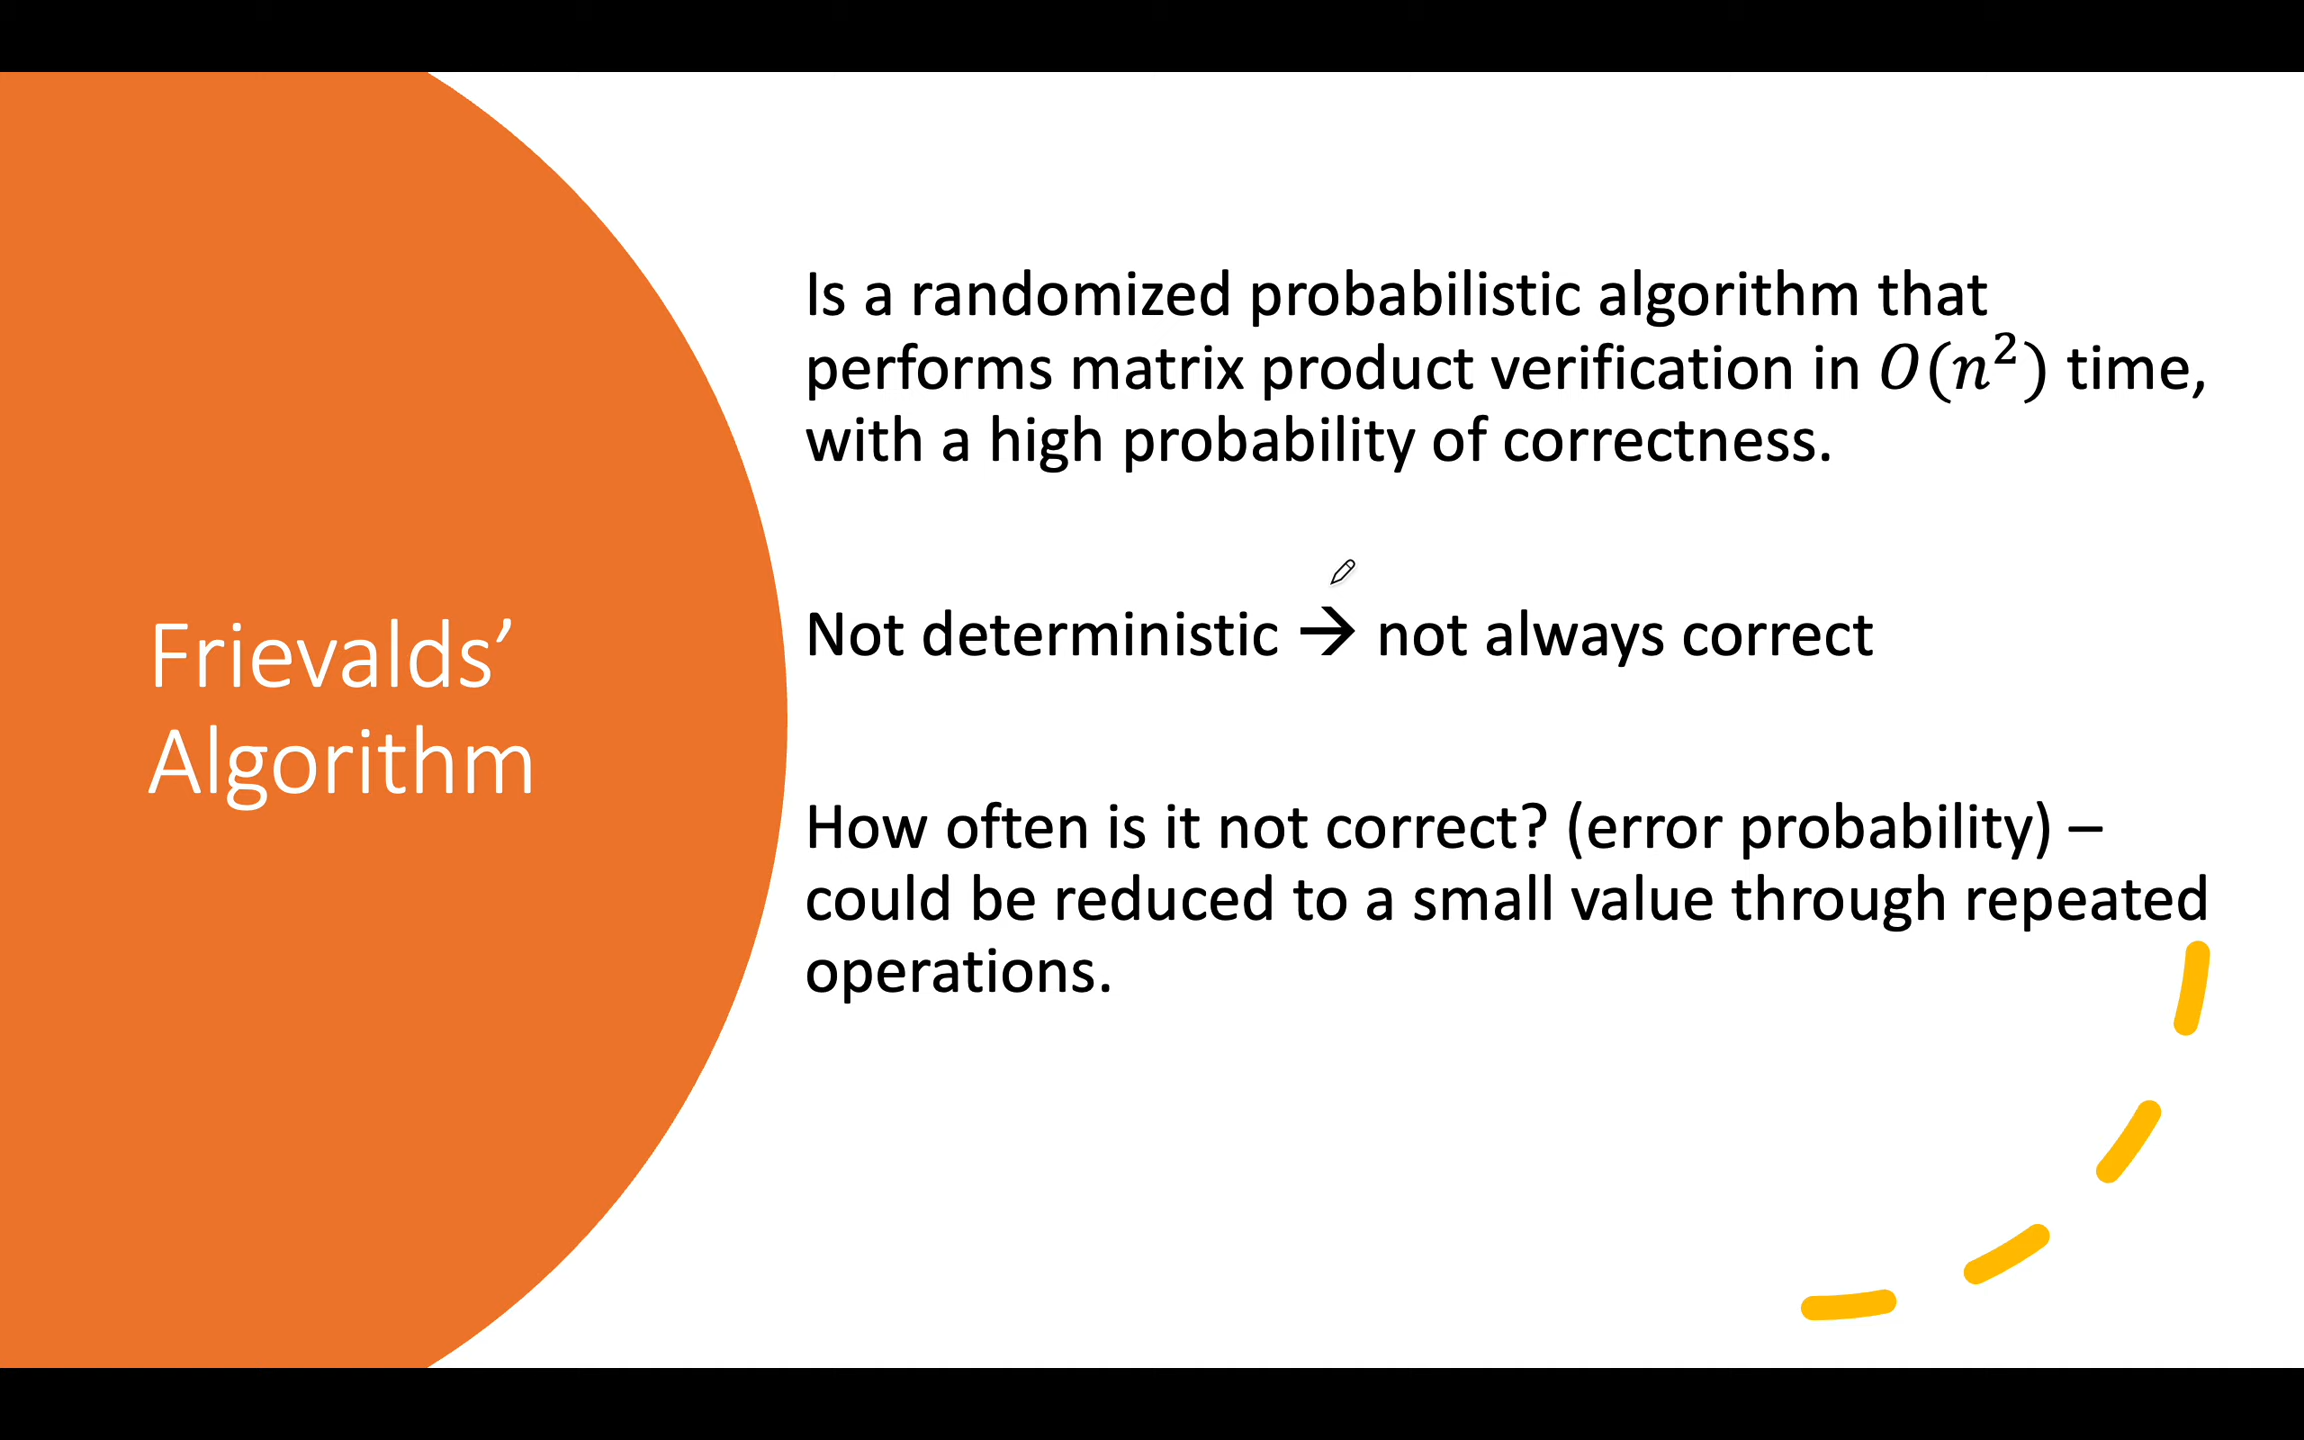 Frievalds’
Algorithm
Is a randomized probabilistic algorithm that
performs matrix product verification in O(n²) time,
with a high probability of correctness.
Not deterministic → not always correct
How often is it not correct? (error probability) –
could be reduced to a small value through repeated
operations.